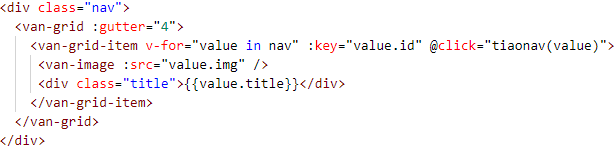 <div class="nav">
<van-grid :gutter="4">
<van-grid-item v-for="value in nav" :key="value.id" @click="tiaonav(value)">
<van-image :src="value.img" />
<div class="title">{{value.title}}</div>
</van-grid-item>
</van-grid>
</div>